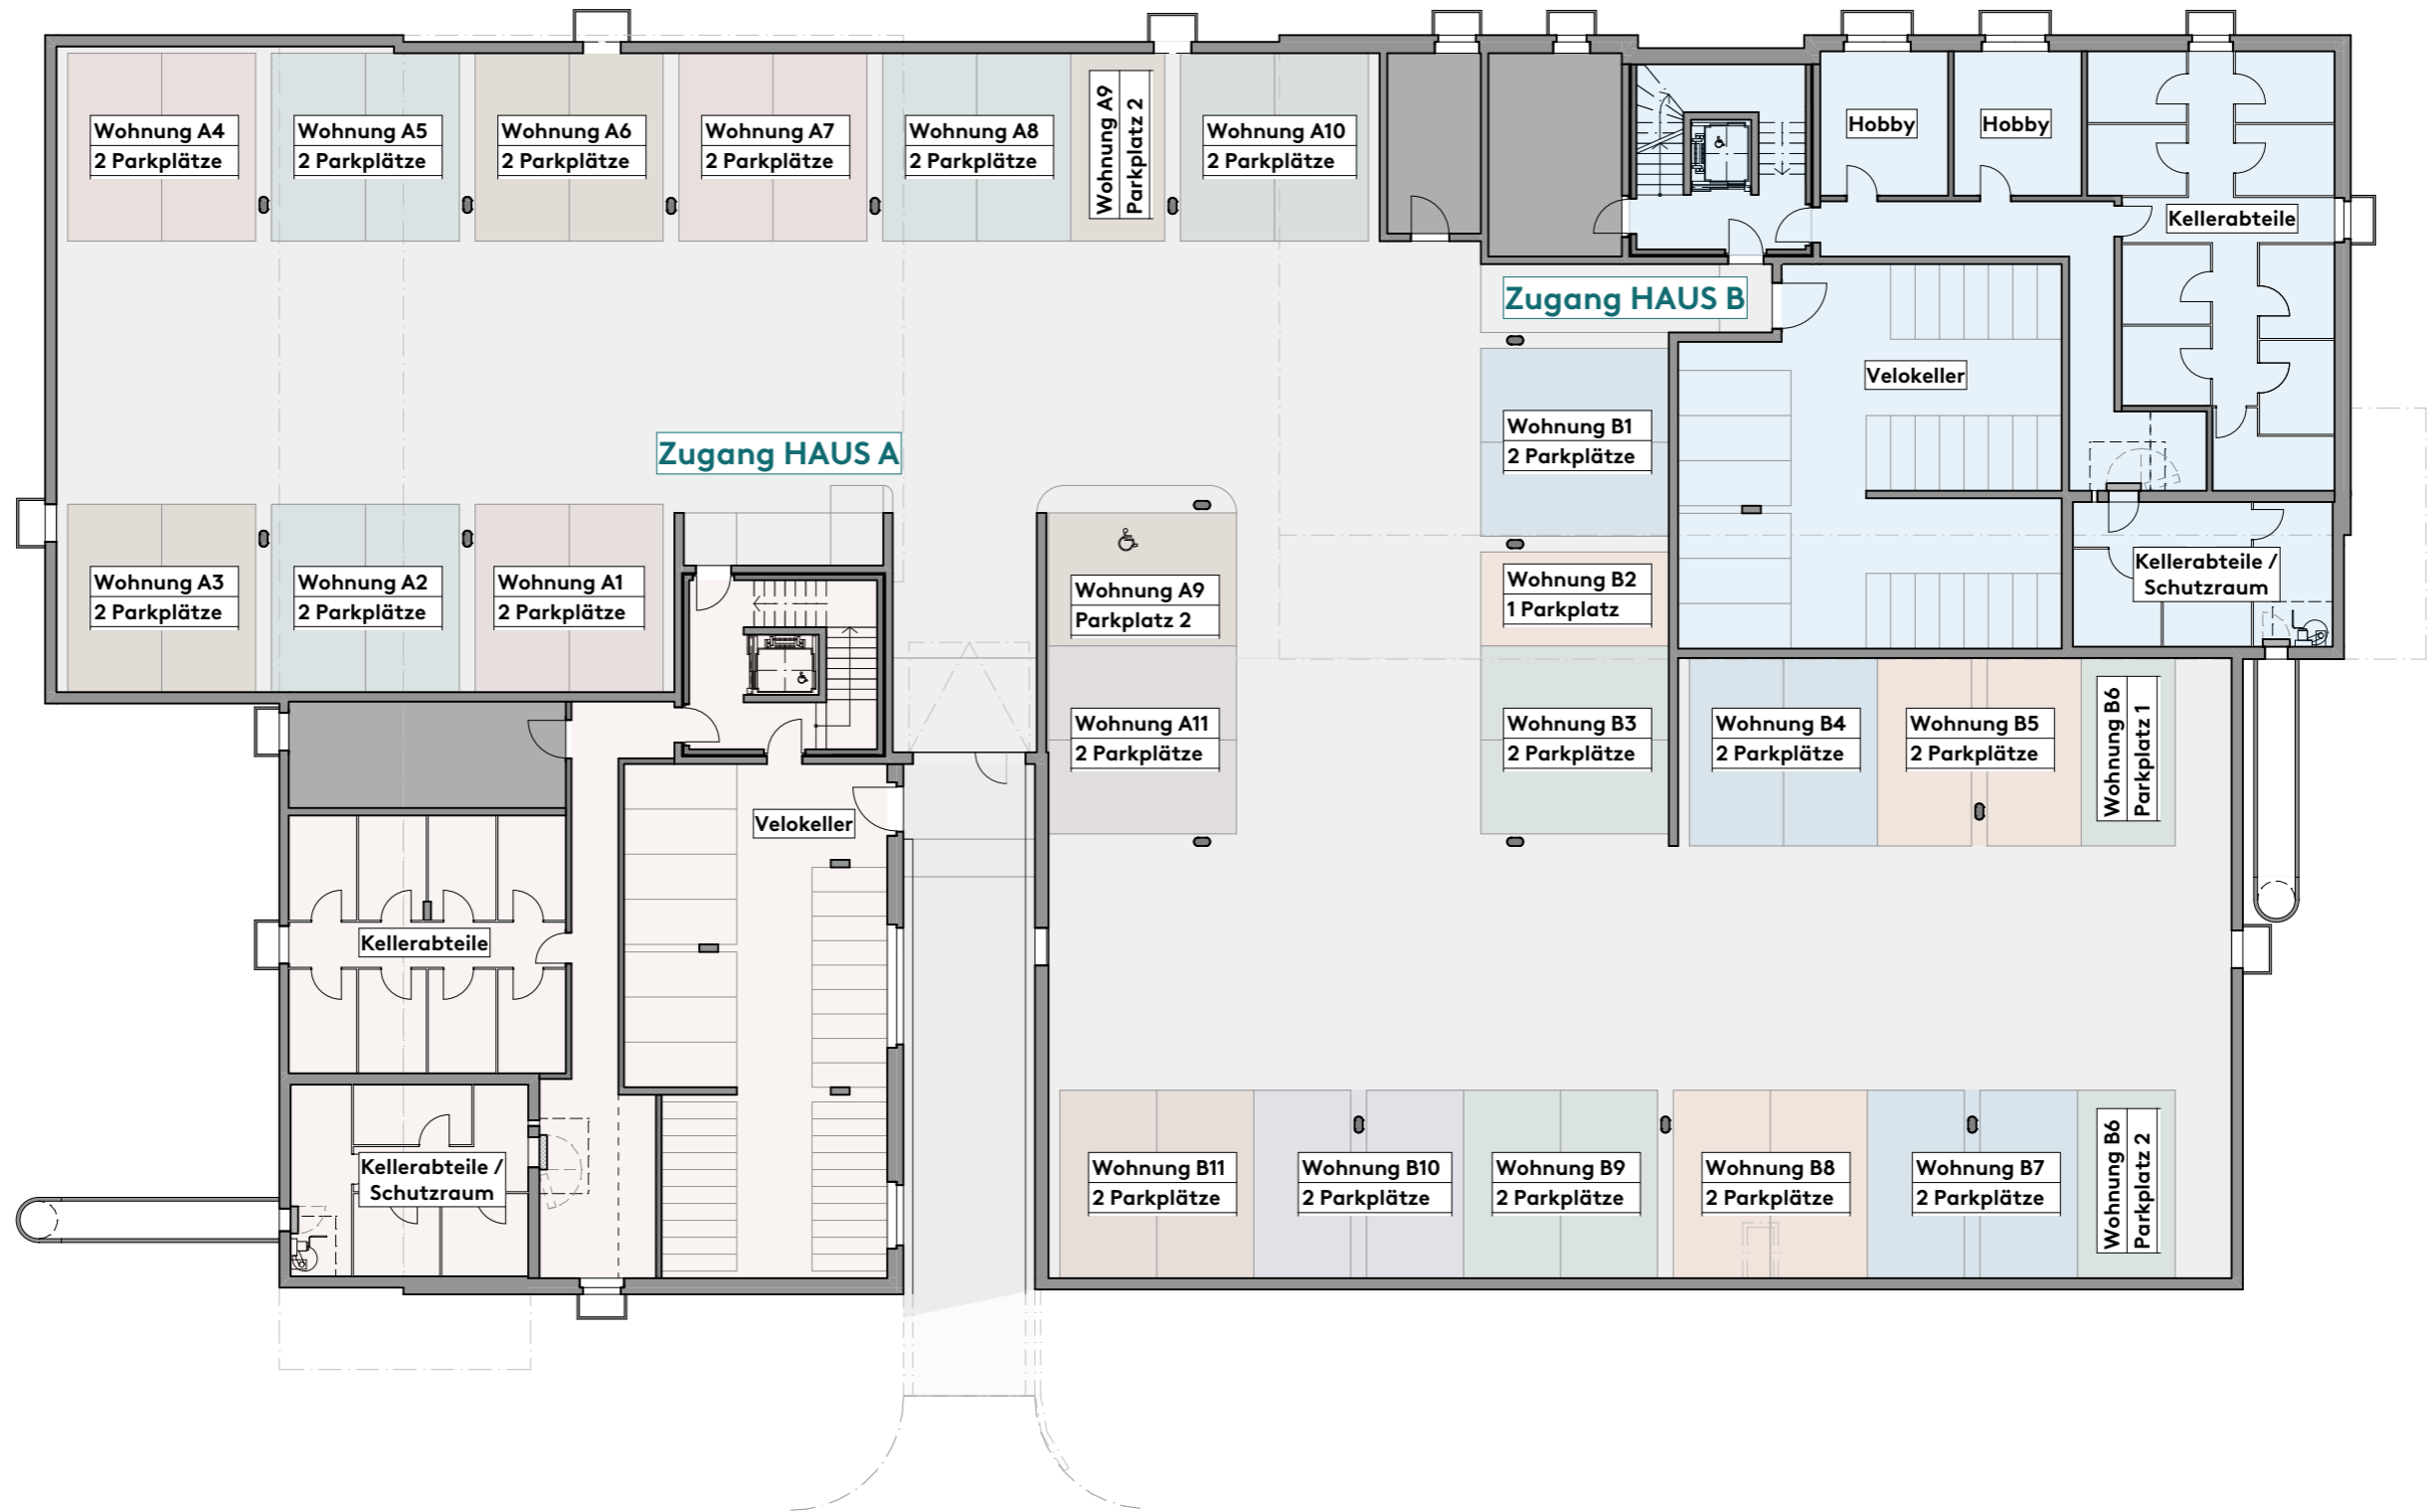 Wohnung A4
2 Parkplätze
Wohnung A5
2 Parkplätze
Wohnung A6
2 Parkplätze
Wohnung A7
2 Parkplätze
Wohnung A8
2 Parkplätze
Wohnung A9
Parkplatz 2
Wohnung A10
2 Parkplätze
Hobby
Hobby
Kellerabteile
Zugang HAUS B
Velokeller
Wohnung B1
2 Parkplätze
Zugang HAUS A
Wohnung A3
2 Parkplätze
Wohnung A2
2 Parkplätze
Wohnung A1
2 Parkplätze
Wohnung A9
Parkplatz 2
Wohnung B2
1 Parkplatz
Kellerabteile /
Schutzraum
Wohnung A11
2 Parkplätze
Wohnung B3
2 Parkplätze
Wohnung B4
2 Parkplätze
Wohnung B5
2 Parkplätze
Wohnung B6
Parkplatz 1
Velokeller
Kellerabteile
Kellerabteile /
Schutzraum
Wohnung B11
2 Parkplätze
Wohnung B10
2 Parkplätze
Wohnung B9
2 Parkplätze
Wohnung B8
2 Parkplätze
Wohnung B7
2 Parkplätze
Wohnung B6
Parkplatz 2